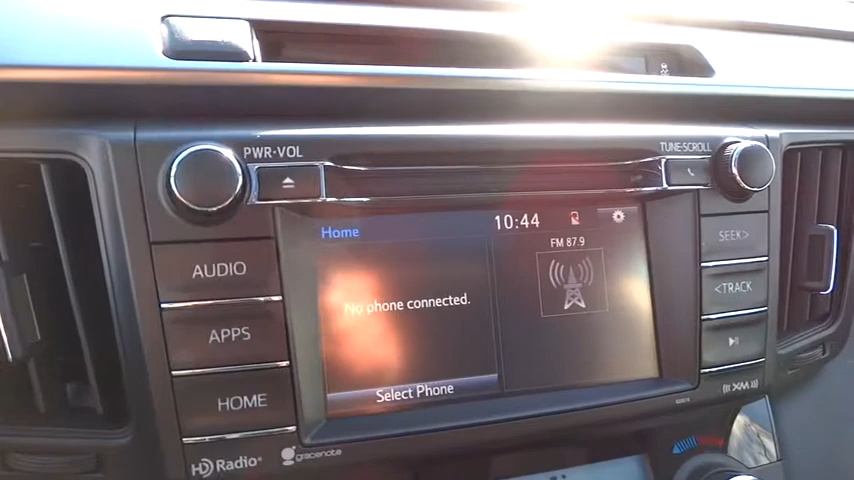 PWR·VOL
TUNE·SCROLL
AUDIO
APPS
HOME
Home
10:44
FM 87.9
No phone connected.
Select Phone
SEEK>
<TRACK
((XM))
HD Radio
gracenote